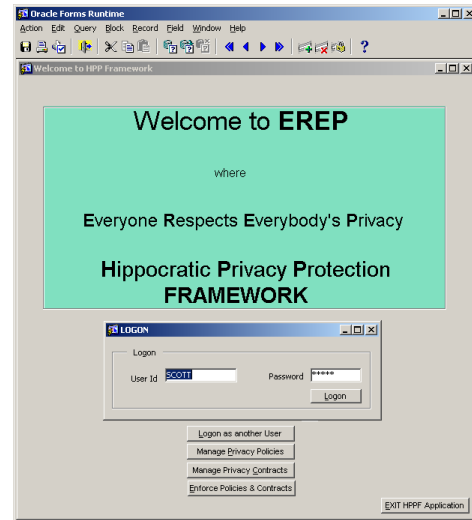 Oracle Forms Runtime
Action Edit Query Block Record Field Window Help
Welcome to HPP Framework
Welcome to EREP
where
Everyone Respects Everybody's Privacy
Hippocratic Privacy Protection
FRAMEWORK
LOGON
Logon
User Id SCOTT Password *****
Logon
Logon as another User
Manage Privacy Policies
Manage Privacy Contracts
Enforce Policies & Contracts
EXIT HPPF Application